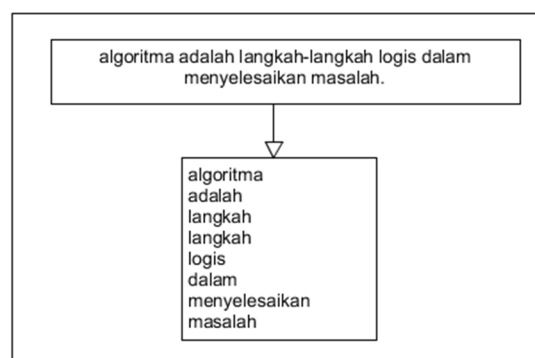 algoritma adalah langkah-langkah logis dalam
menyelesaikan masalah.
algoritma
adalah
langkah
langkah
logis
dalam
menyelesaikan
masalah